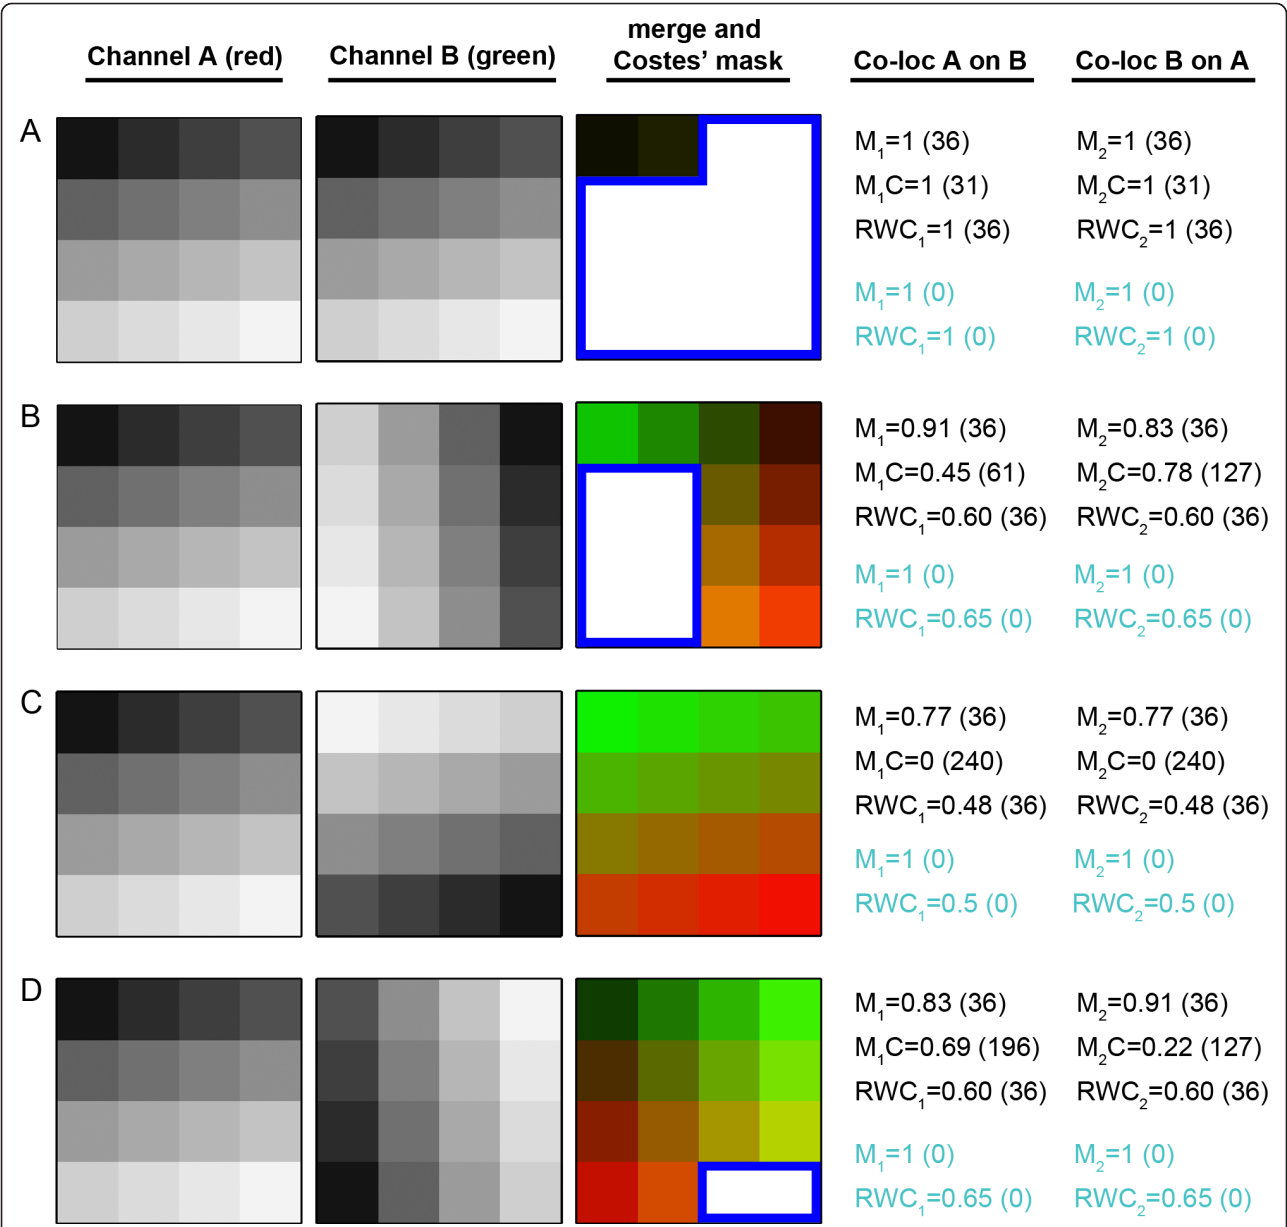 Channel A (red) Channel B (green) merge and Costes’ mask Co-loc A on B Co-loc B on A
A
M1=1 (36) M2=1 (36)
M1C=1 (31) M2C=1 (31)
RWC1=1 (36) RWC2=1 (36)
M1=1 (0) M2=1 (0)
RWC1=1 (0) RWC2=1 (0)
B
M1=0.91 (36) M2=0.83 (36)
M1C=0.45 (61) M2C=0.78 (127)
RWC1=0.60 (36) RWC2=0.60 (36)
M1=1 (0) M2=1 (0)
RWC1=0.65 (0) RWC2=0.65 (0)
C
M1=0.77 (36) M2=0.77 (36)
M1C=0 (240) M2C=0 (240)
RWC1=0.48 (36) RWC2=0.48 (36)
M1=1 (0) M2=1 (0)
RWC1=0.5 (0) RWC2=0.5 (0)
D
M1=0.83 (36) M2=0.91 (36)
M1C=0.69 (196) M2C=0.22 (127)
RWC1=0.60 (36) RWC2=0.60 (36)
M1=1 (0) M2=1 (0)
RWC1=0.65 (0) RWC2=0.65 (0)